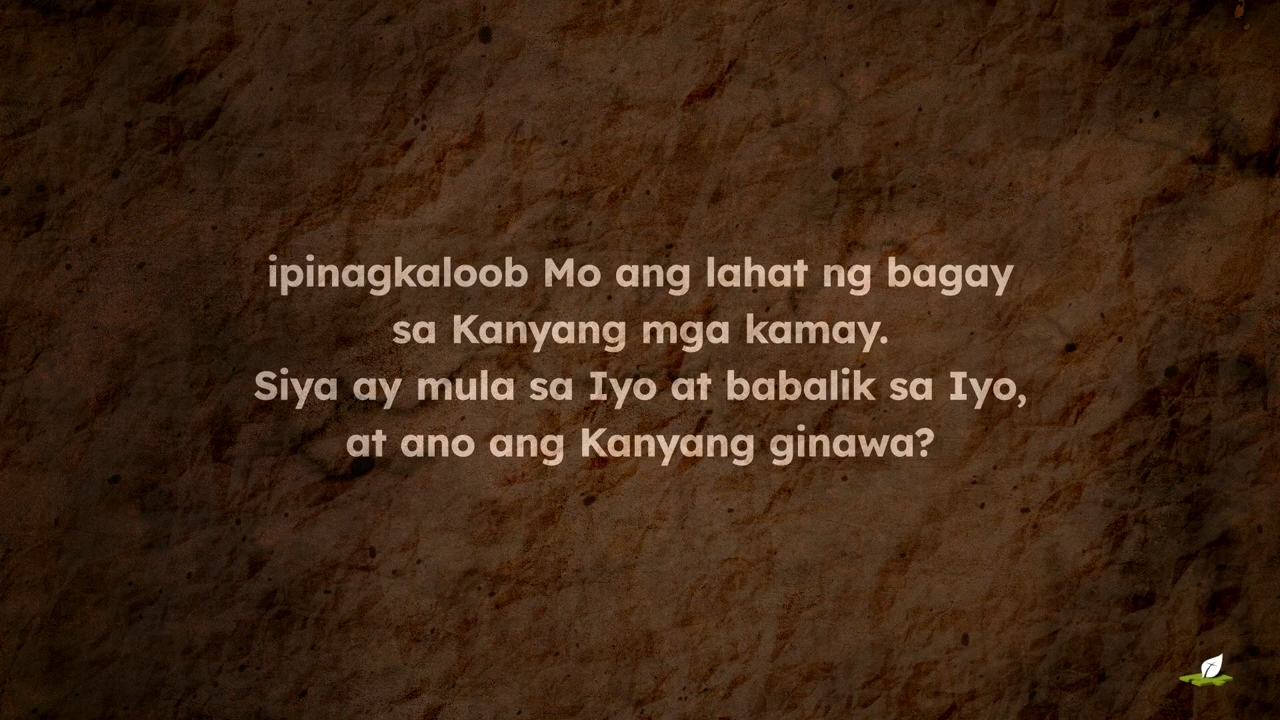 ipinagkaloob Mo ang lahat ng bagay
sa Kanyang mga kamay.
Siya ay mula sa Iyo at babalik sa Iyo,
at ano ang Kanyang ginawa?